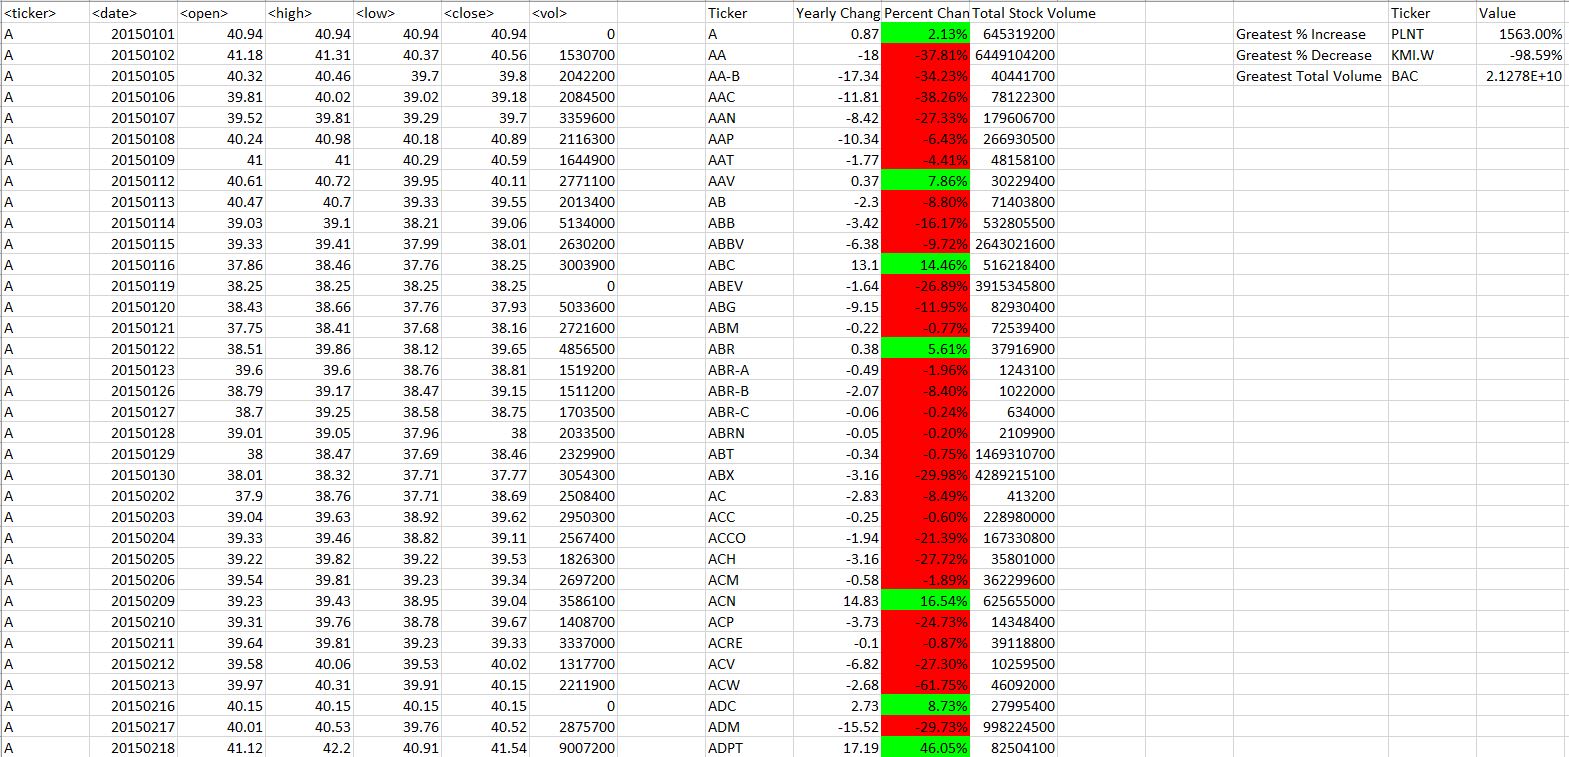 <ticker> <date> <open> <high> <low> <close> <vol> Ticker Yearly Chang Percent Chan Total Stock Volume Ticker Value
A 20150101 40.94 40.94 40.94 40.94 0 A 0.87 2.13% 645319200 Greatest % Increase PLNT 1563.00%
A 20150102 41.18 41.31 40.37 40.56 1530700 AA -18 -37.81% 6449104200 Greatest % Decrease KMI.W -98.59%
A 20150105 40.32 40.46 39.7 39.8 2042200 AA-B -17.34 -34.23% 40441700 Greatest Total Volume BAC 2.1278E+10
A 20150106 39.81 40.02 39.02 39.18 2084500 AAC -11.81 -38.26% 78122300
A 20150107 39.52 39.81 39.29 39.7 3359600 AAN -8.42 -27.33% 179606700
A 20150108 40.24 40.98 40.18 40.89 2116300 AAP -10.34 -6.43% 266930500
A 20150109 41 41 40.29 40.59 1644900 AAT -1.77 -4.41% 48158100
A 20150112 40.61 40.72 39.95 40.11 2771100 AAV 0.37 7.86% 30229400
A 20150113 40.47 40.7 39.33 39.55 2013400 AB -2.3 -8.80% 71403800
A 20150114 39.03 39.1 38.21 39.06 5134000 ABB -3.42 -16.17% 532805500
A 20150115 39.33 39.41 37.99 38.01 2630200 ABBV -6.38 -9.72% 2643021600
A 20150116 37.86 38.46 37.76 38.25 3003900 ABC 13.1 14.46% 516218400
A 20150119 38.25 38.25 38.25 38.25 0 ABEV -1.64 -26.89% 3915345800
A 20150120 38.43 38.66 37.76 37.93 5033600 ABG -9.15 -11.95% 82930400
A 20150121 37.75 38.41 37.68 38.16 2721600 ABM -0.22 -0.77% 72539400
A 20150122 38.51 39.86 38.12 39.65 4856500 ABR 0.38 5.61% 37916900
A 20150123 39.6 39.6 38.76 38.81 1519200 ABR-A -0.49 -1.96% 1243100
A 20150126 38.79 39.17 38.47 39.15 1511200 ABR-B -2.07 -8.40% 1022000
A 20150127 38.7 39.25 38.58 38.75 1703500 ABR-C -0.06 -0.24% 634000
A 20150128 39.01 39.05 37.96 38 2033500 ABRN -0.05 -0.20% 2109900
A 20150129 38 38.47 37.69 38.46 2329900 ABT -0.34 -0.75% 1469310700
A 20150130 38.01 38.32 37.71 37.77 3054300 ABX -3.16 -29.98% 4289215100
A 20150202 37.9 38.76 37.71 38.69 2508400 AC -2.83 -8.49% 413200
A 20150203 39.04 39.63 38.92 39.62 2950300 ACC -0.25 -0.60% 228980000
A 20150204 39.33 39.46 38.82 39.11 2567400 ACCO -1.94 -21.39% 167330800
A 20150205 39.22 39.82 39.22 39.53 1826300 ACH -3.16 -27.72% 35801000
A 20150206 39.54 39.81 39.23 39.34 2697200 ACM -0.58 -1.89% 362299600
A 20150209 39.23 39.43 38.95 39.04 3586100 ACN 14.83 16.54% 625655000
A 20150210 39.31 39.76 38.78 39.67 1408700 ACP -3.73 -24.73% 14348400
A 20150211 39.64 39.81 39.23 39.33 3337000 ACRE -0.1 -0.87% 39118800
A 20150212 39.58 40.06 39.53 40.02 1317700 ACV -6.82 -27.30% 10259500
A 20150213 39.97 40.31 39.91 40.15 2211900 ACW -2.68 -61.75% 46092000
A 20150216 40.15 40.15 40.15 40.15 0 ADC 2.73 8.73% 27995400
A 20150217 40.01 40.53 39.76 40.52 2875700 ADM -15.52 -29.73% 998224500
A 20150218 41.12 42.2 40.91 41.54 9007200 ADPT 17.19 46.05% 82504100